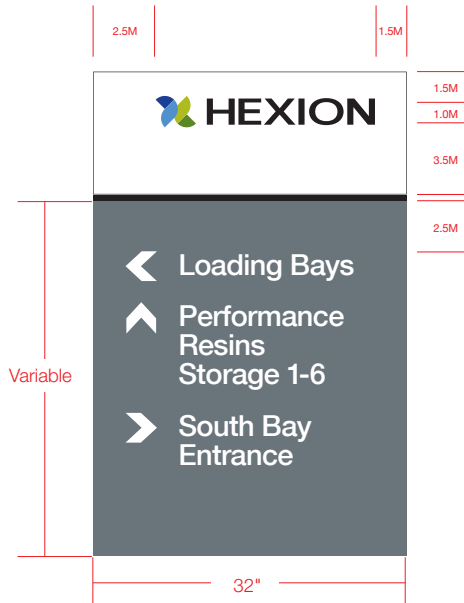 2.5M
1.5M
HEXION
1.5M
1.0M
3.5M
2.5M
Loading Bays
Performance
Resins
Storage 1-6
Variable
South Bay
Entrance
32"